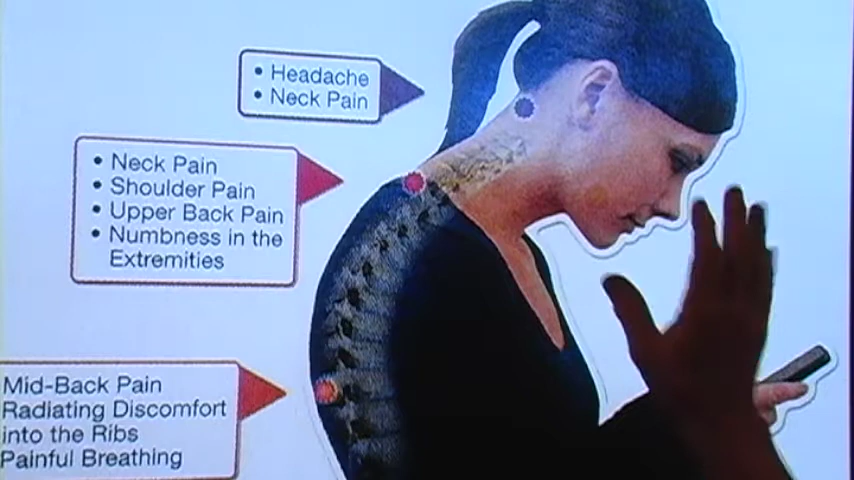 • Headache
• Neck Pain
• Neck Pain
• Shoulder Pain
• Upper Back Pain
• Numbness in the
Extremities
Mid-Back Pain
Radiating Discomfort
into the Ribs
Painful Breathing